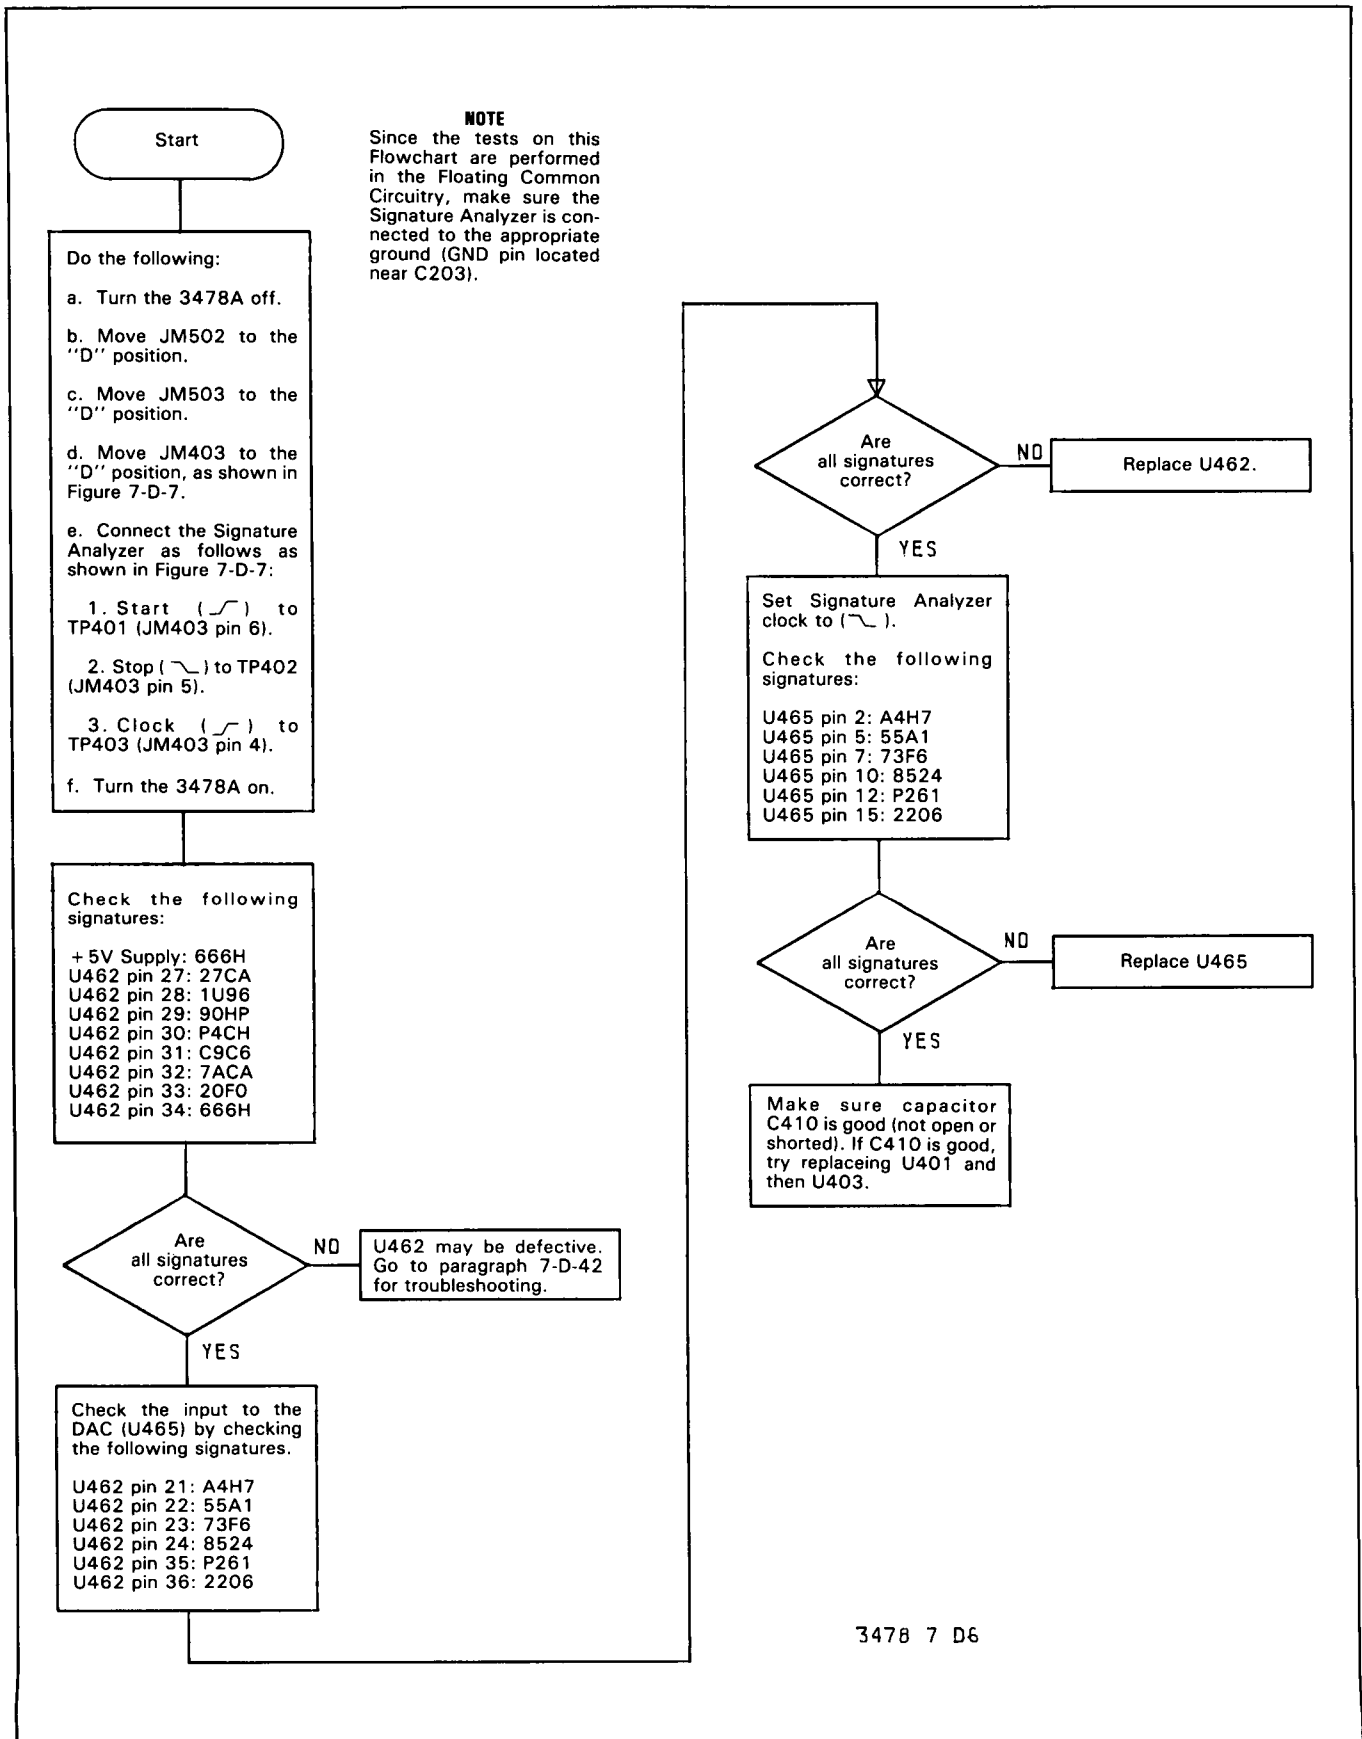 Start
NOTE
Since the tests on this
Flowchart are performed
in the Floating Common
Circuitry, make sure the
Signature Analyzer is con-
nected to the appropriate
ground (GND pin located
near C203).
Do the following:
a. Turn the 3478A off.
b. Move JM502 to the
"D" position.
c. Move JM503 to the
"D" position.
d. Move JM403 to the
"D" position, as shown in
Figure 7-D-7.
e. Connect the Signature
Analyzer as follows as
shown in Figure 7-D-7:
1. Start ( ) to
TP401 (JM403 pin 6).
2. Stop ( ) to TP402
(JM403 pin 5).
3. Clock ( ) to
TP403 (JM403 pin 4).
f. Turn the 3478A on.
Check the following
signatures:
+5V Supply: 666H
U462 pin 27: 27CA
U462 pin 28: 1U96
U462 pin 29: 90HP
U462 pin 30: P4CH
U462 pin 31: C9C6
U462 pin 32: 7ACA
U462 pin 33: 20F0
U462 pin 34: 666H
Are
all signatures
correct?
NO
U462 may be defective.
Go to paragraph 7-D-42
for troubleshooting.
YES
Check the input to the
DAC (U465) by checking
the following signatures.
U462 pin 21: A4H7
U462 pin 22: 55A1
U462 pin 23: 73F6
U462 pin 24: 8524
U462 pin 35: P261
U462 pin 36: 2206
Are
all signatures
correct?
NO
Replace U462.
YES
Set Signature Analyzer
clock to ( ).
Check the following
signatures:
U465 pin 2: A4H7
U465 pin 5: 55A1
U465 pin 7: 73F6
U465 pin 10: 8524
U465 pin 12: P261
U465 pin 15: 2206
Are
all signatures
correct?
NO
Replace U465
YES
Make sure capacitor
C410 is good (not open or
shorted). If C410 is good,
try replaceing U401 and
then U403.
3478 7 D6